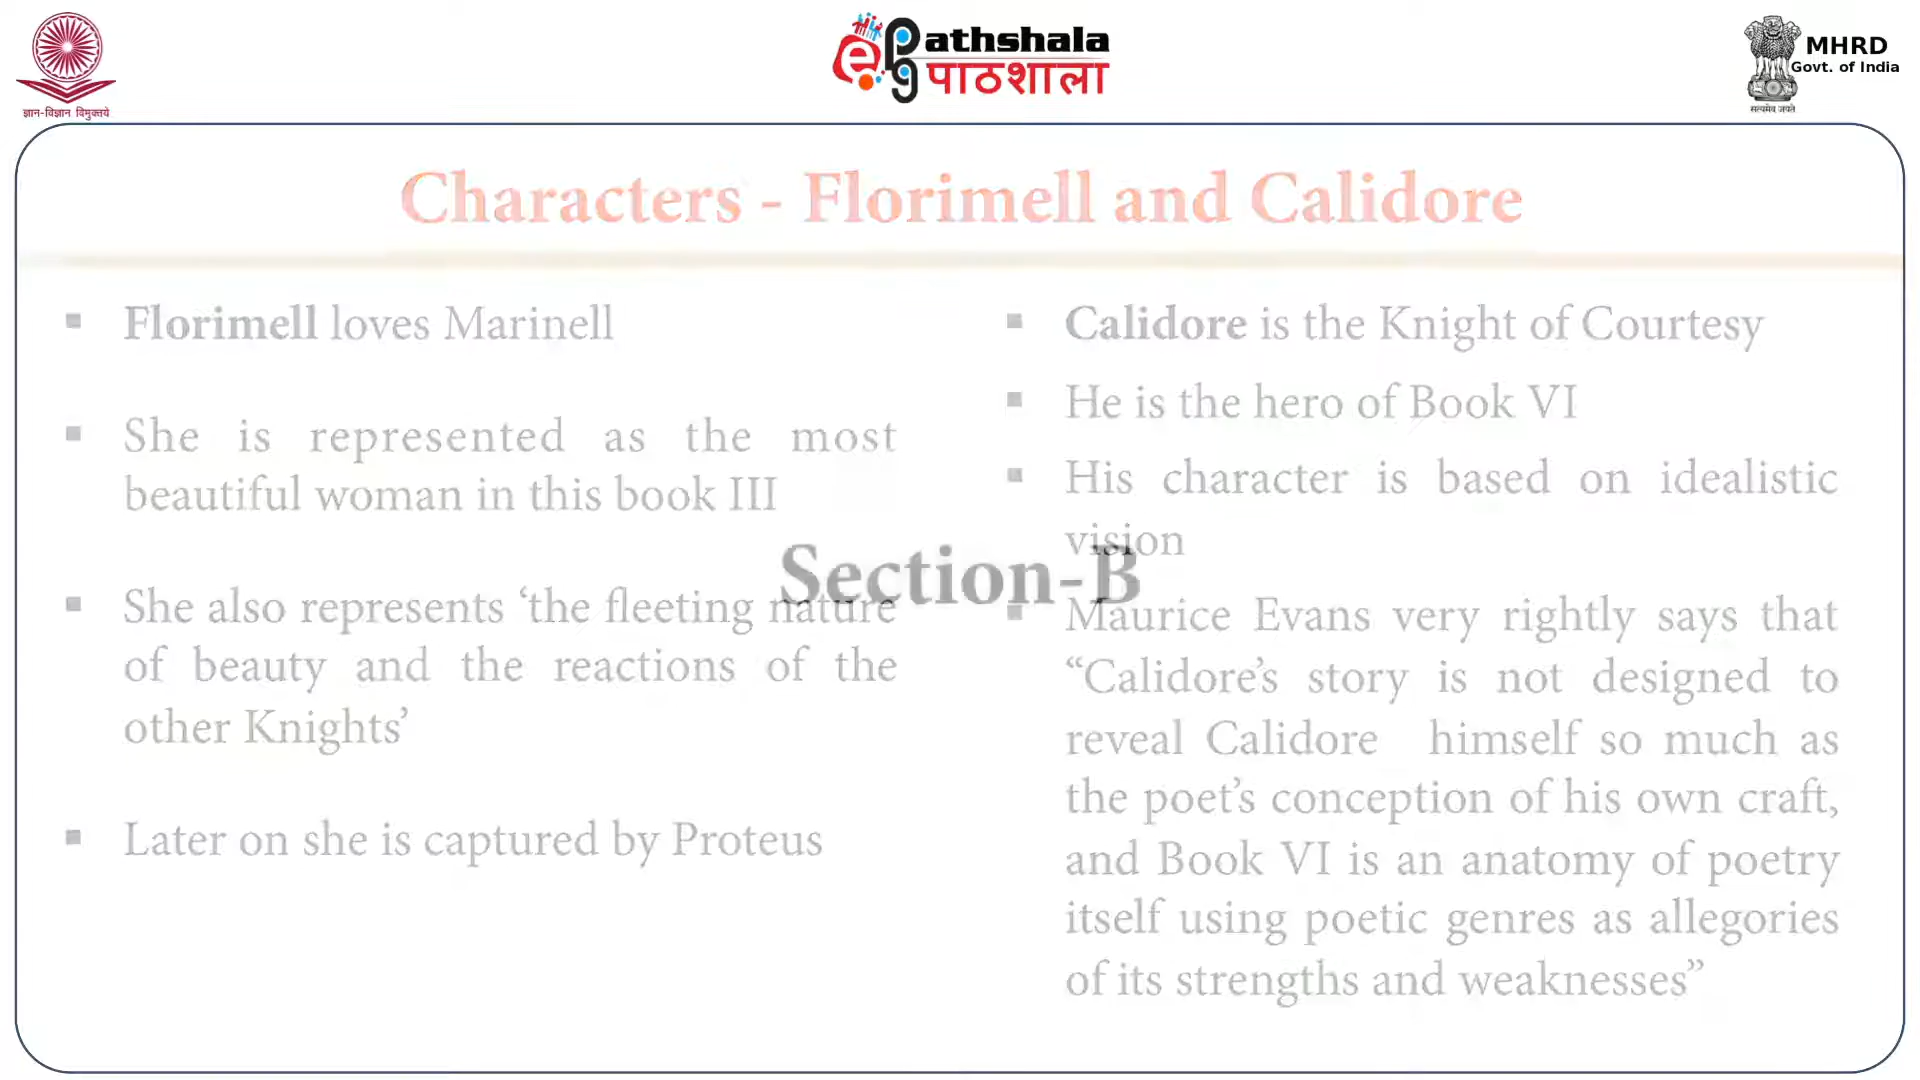 ज्ञान-विज्ञान विमुक्तये
ePathshala
पाठशाला
MHRD
Govt. of India
सत्यमेव जयते
Characters - Florimell and Calidore
▪ Florimell loves Marinell
▪ She is represented as the most
beautiful woman in this book III
▪ She also represents ‘the fleeting nature
of beauty and the reactions of the
other Knights’
▪ Later on she is captured by Proteus
▪ Calidore is the Knight of Courtesy
▪ He is the hero of Book VI
▪ His character is based on idealistic
vision
▪ Maurice Evans very rightly says that
“Calidore’s story is not designed to
reveal Calidore himself so much as
the poet’s conception of his own craft,
and Book VI is an anatomy of poetry
itself using poetic genres as allegories
of its strengths and weaknesses”
Section-B